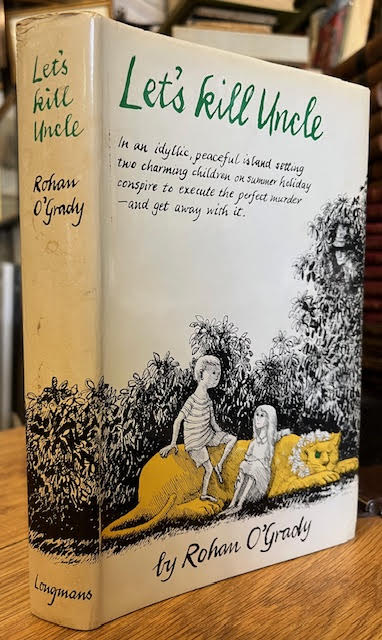 Let's
kill
Uncle
Rohan
O'Grady
Longmans
Let's kill Uncle
In an idyllic, peaceful island setting
two charming children on summer holiday
conspire to execute the perfect murder
—and get away with it.
by Rohan O'Grady